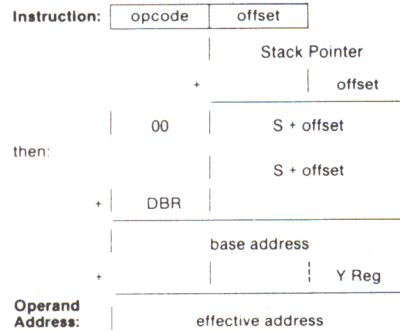 Instruction: opcode offset
Stack Pointer
+ offset
00 S + offset
then:
S + offset
+ DBR
base address
+ Y Reg
Operand
Address: effective address